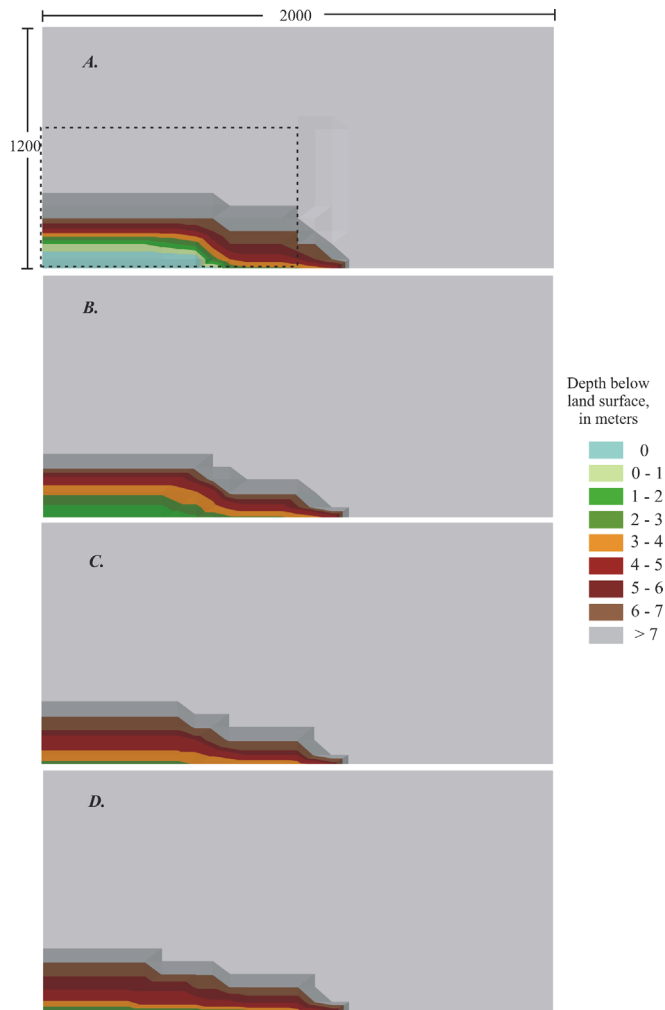 2000
A.
1200
B.
Depth below
land surface,
in meters
0
0 - 1
1 - 2
2 - 3
3 - 4
4 - 5
5 - 6
6 - 7
> 7
C.
D.